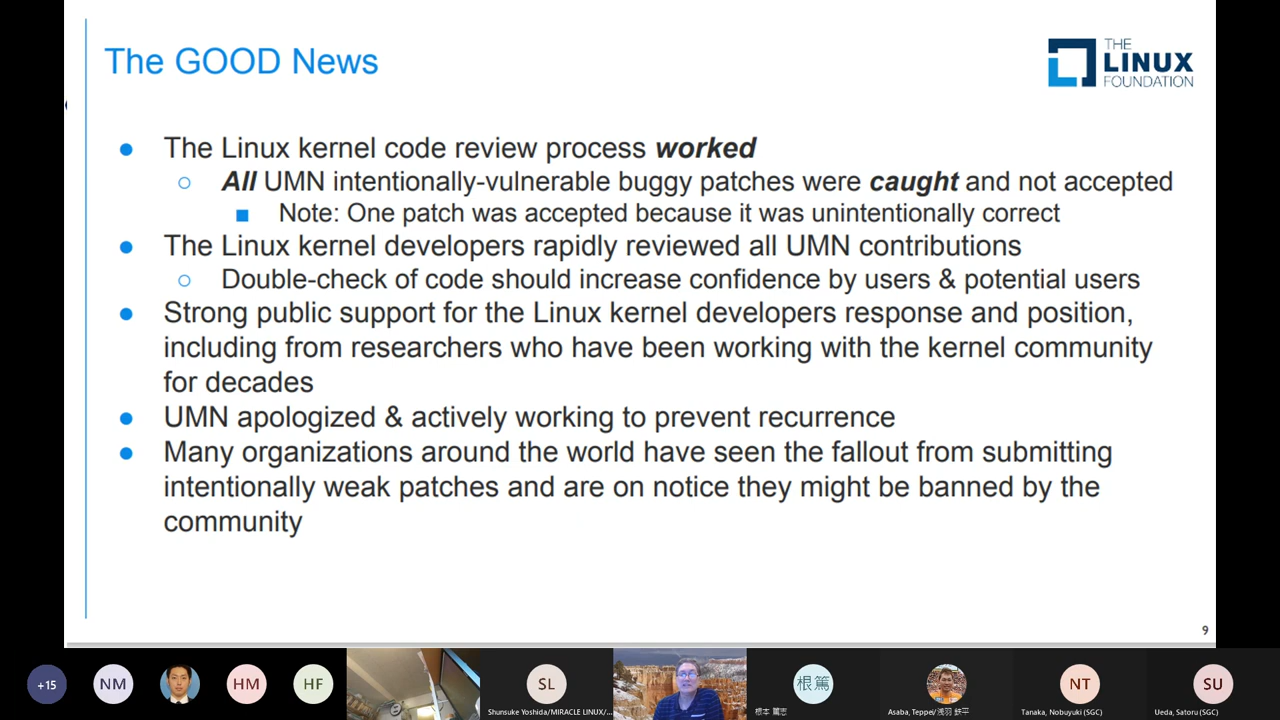 The GOOD News
THE
LINUX
FOUNDATION
● The Linux kernel code review process worked
○ All UMN intentionally-vulnerable buggy patches were caught and not accepted
■ Note: One patch was accepted because it was unintentionally correct
● The Linux kernel developers rapidly reviewed all UMN contributions
○ Double-check of code should increase confidence by users & potential users
● Strong public support for the Linux kernel developers response and position,
including from researchers who have been working with the kernel community
for decades
● UMN apologized & actively working to prevent recurrence
● Many organizations around the world have seen the fallout from submitting
intentionally weak patches and are on notice they might be banned by the
community
9
+15
NM
HM
HF
SL
Shunsuke Yoshida/MIRACLE LINUX/...
根篤
根本 篤志
Asaba, Teppei/浅羽 鉄平
NT
Tanaka, Nobuyuki (SGC)
SU
Ueda, Satoru (SGC)